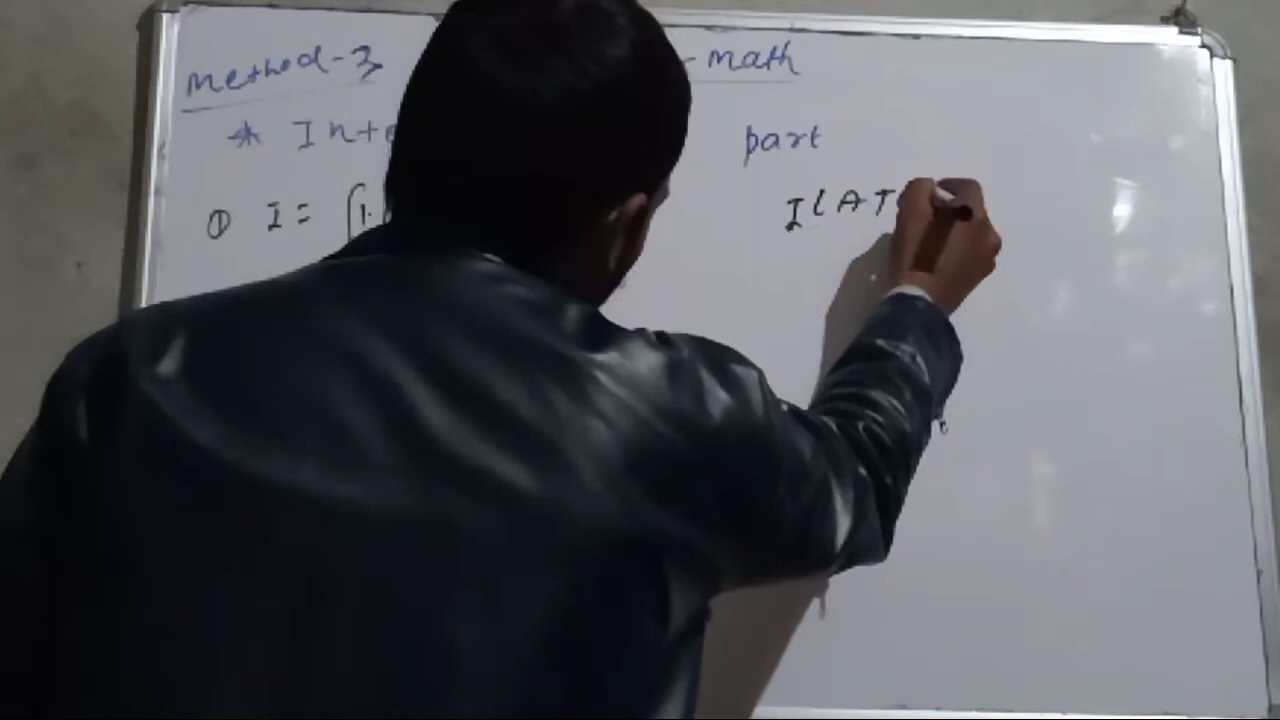 Method-3 - math
* Inte part
① I = ∫1.
ILAT